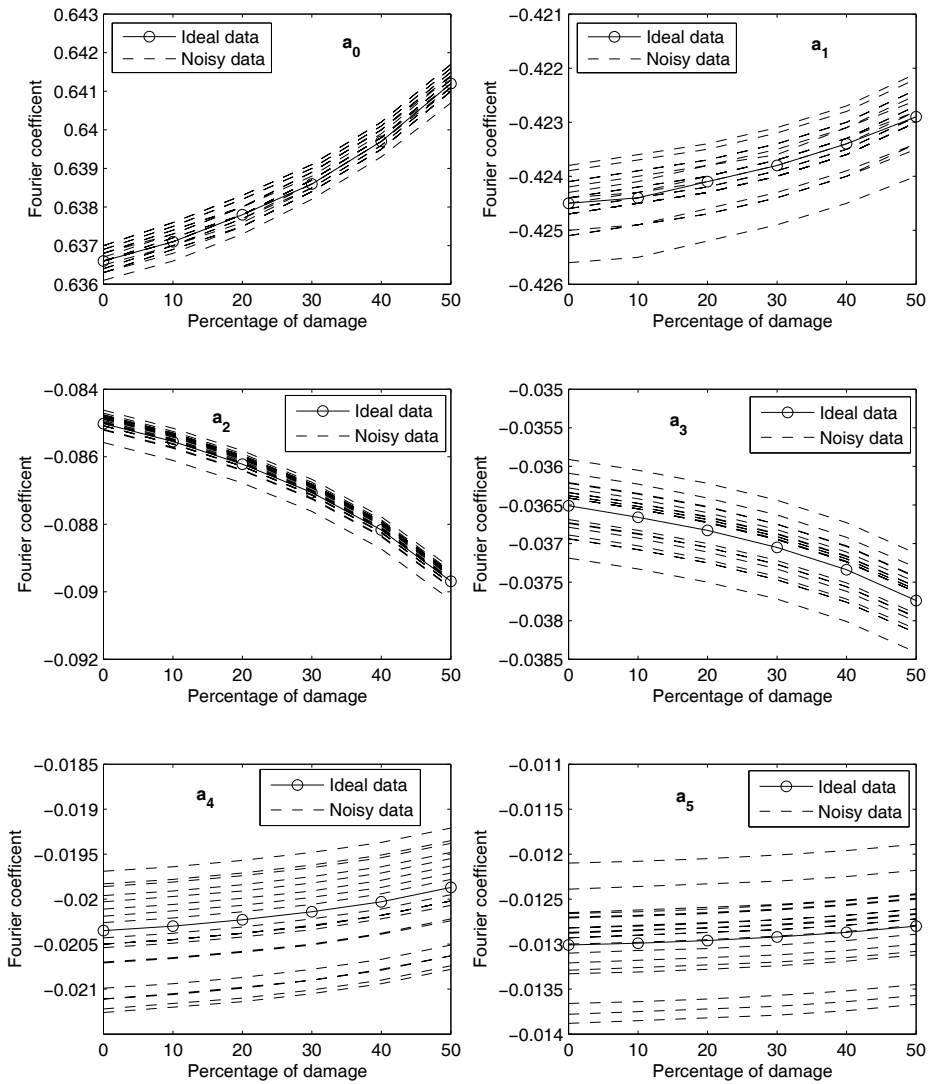 0.643
0.642
0.641
0.64
0.639
0.638
0.637
0.636
Fourier coefficent
Ideal data
Noisy data
a0
0 10 20 30 40 50
Percentage of damage
−0.421
−0.422
−0.423
−0.424
−0.425
−0.426
Fourier coefficent
Ideal data
Noisy data
a1
0 10 20 30 40 50
Percentage of damage
−0.084
−0.086
−0.088
−0.09
−0.092
Fourier coefficent
a2
Ideal data
Noisy data
0 10 20 30 40 50
Percentage of damage
−0.035
−0.0355
−0.036
−0.0365
−0.037
−0.0375
−0.038
−0.0385
Fourier coefficent
a3
Ideal data
Noisy data
0 10 20 30 40 50
Percentage of damage
−0.0185
−0.019
−0.0195
−0.02
−0.0205
−0.021
Fourier coefficent
a4
Ideal data
Noisy data
0 10 20 30 40 50
Percentage of damage
−0.011
−0.0115
−0.012
−0.0125
−0.013
−0.0135
−0.014
Fourier coefficent
a5
Ideal data
Noisy data
0 10 20 30 40 50
Percentage of damage